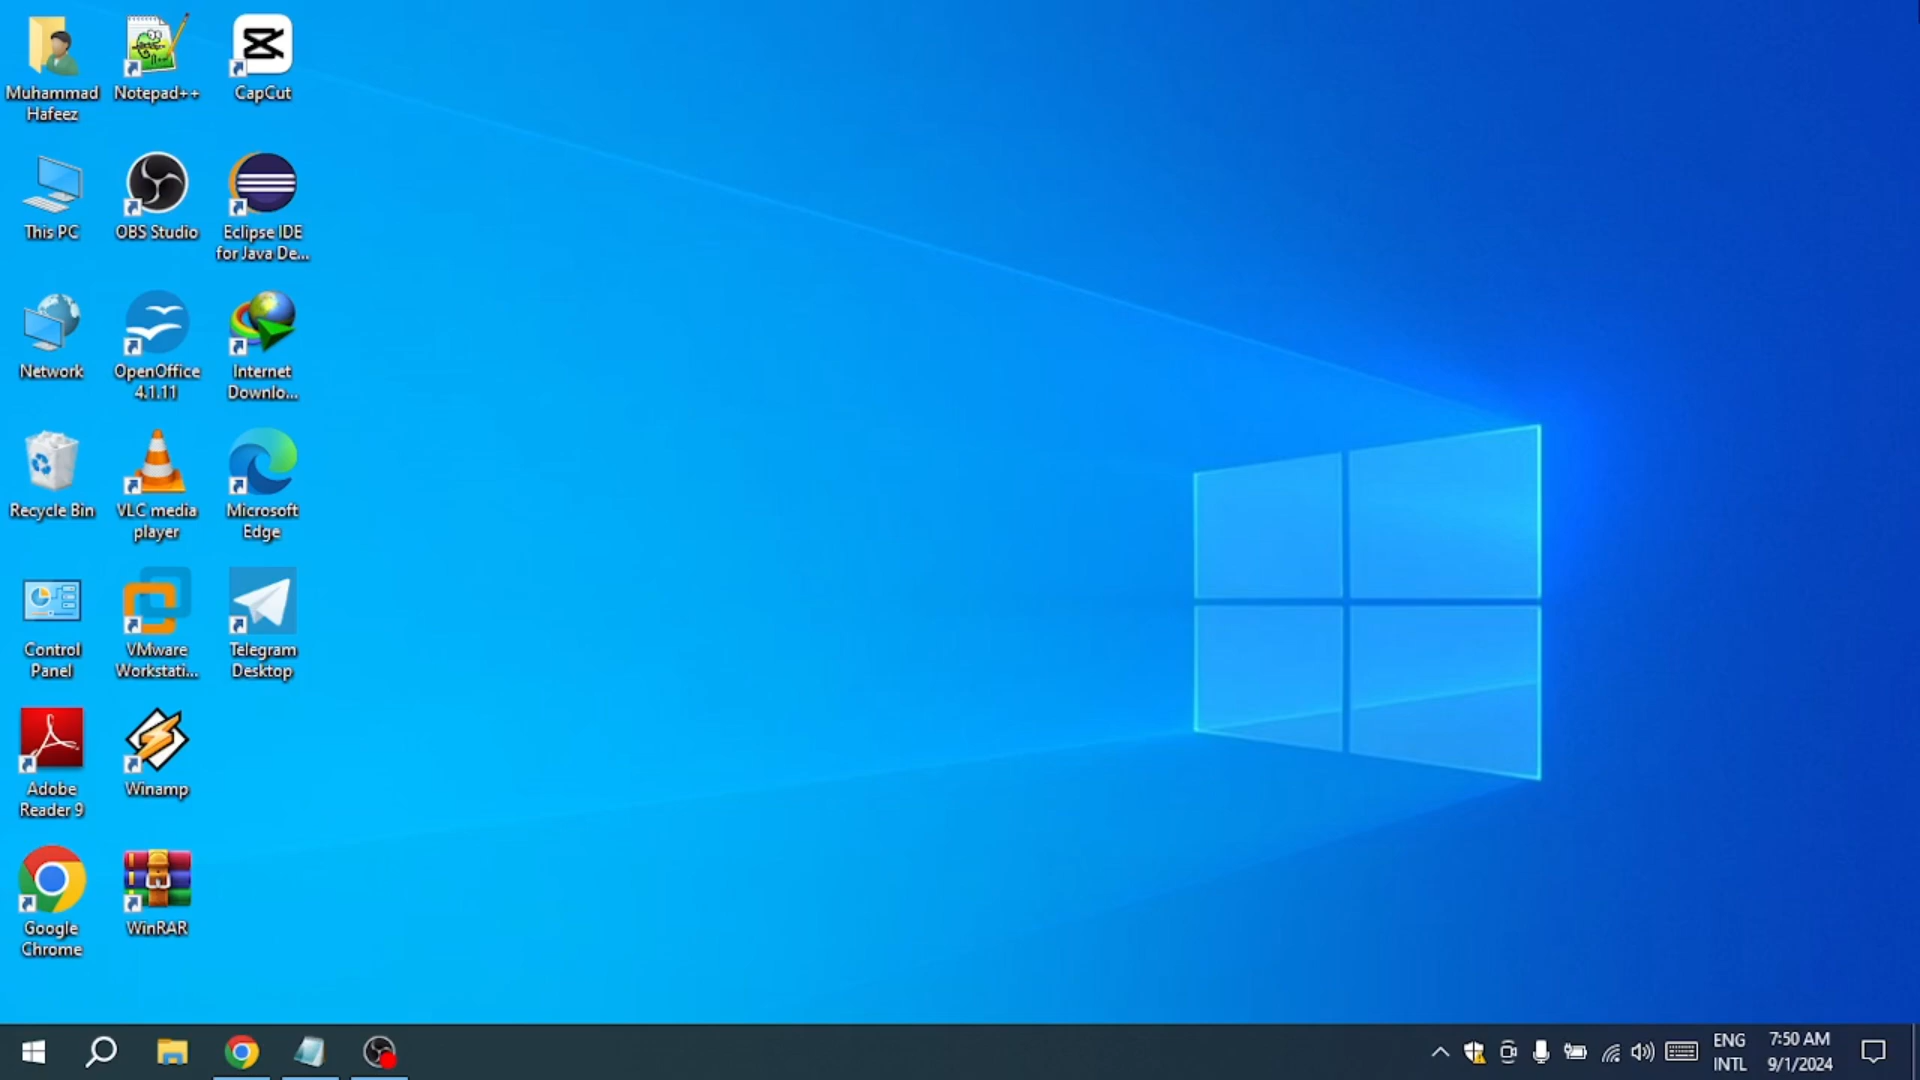 Muhammad
Hafeez
Notepad++
CapCut
This PC
OBS Studio
Eclipse IDE
for Java De...
Network
OpenOffice
4.1.11
Internet
Downlo...
Recycle Bin
VLC media
player
Microsoft
Edge
Control
Panel
VMware
Workstati...
Telegram
Desktop
Adobe
Reader 9
Winamp
Google
Chrome
WinRAR
ENG
INTL
7:50 AM
9/1/2024